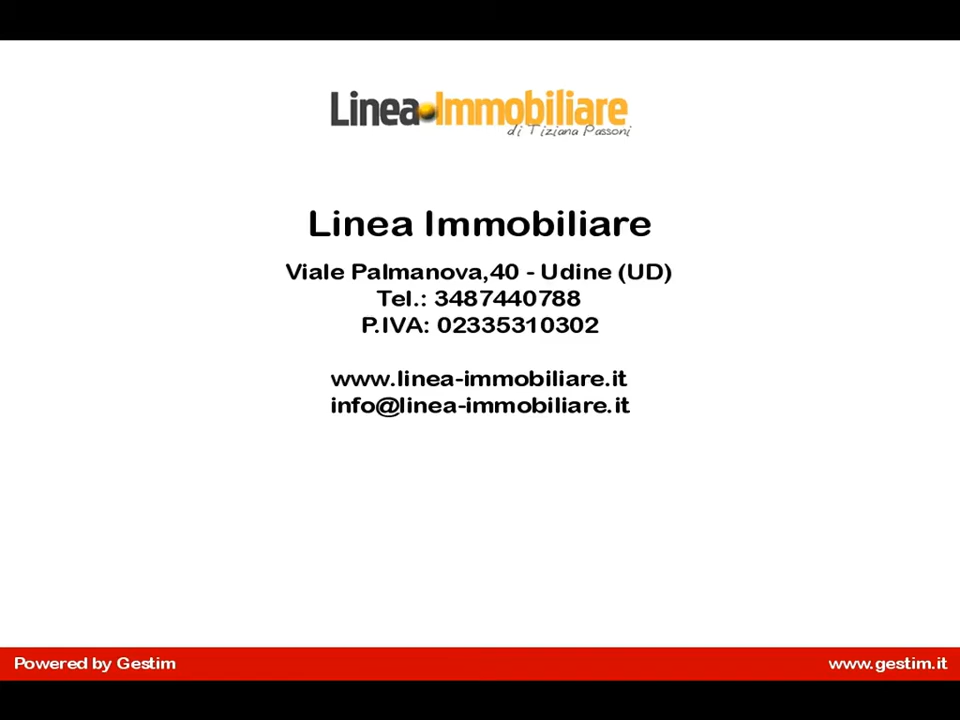 Linea Immobiliare
di Tiziana Passoni
Linea Immobiliare
Viale Palmanova,40 - Udine (UD)
Tel.: 3487440788
P.IVA: 02335310302
www.linea-immobiliare.it
info@linea-immobiliare.it
Powered by Gestim
www.gestim.it